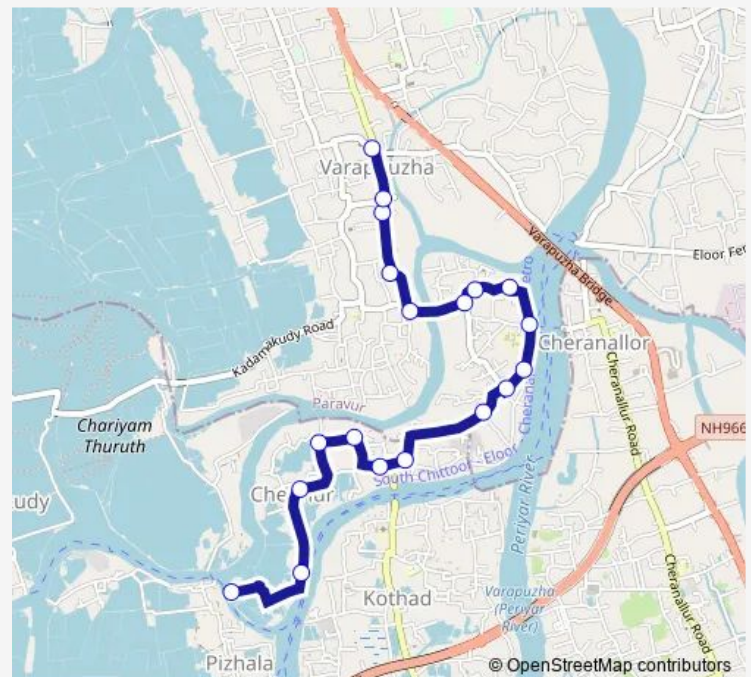 Varapuzha
Varapuzha Bridge
Eloor Fer
Cheranallor
Kadamakudy Road
Cheranallur Road
Paravur
Chariyam
Thuruth
NH966
South Chittoor - Eloor
Periyar River
udy
Kothad
Varapuzha
(Periyar
River)
Cheranallur Road
Pizhala
© OpenStreetMap contributors